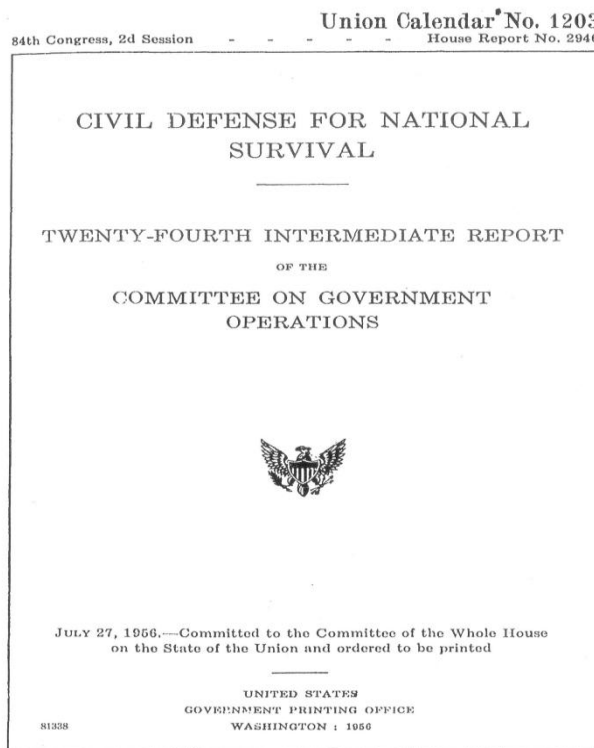 Union Calendar No. 1203
84th Congress, 2d Session - - - - - House Report No. 2946
CIVIL DEFENSE FOR NATIONAL
SURVIVAL
TWENTY-FOURTH INTERMEDIATE REPORT
OF THE
COMMITTEE ON GOVERNMENT
OPERATIONS
JULY 27, 1956.—Committed to the Committee of the Whole House
on the State of the Union and ordered to be printed
UNITED STATES
GOVERNMENT PRINTING OFFICE
81338 WASHINGTON : 1956